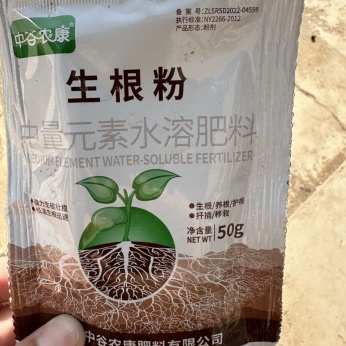 中谷农康
备 案 号:ZLSRSD2022-04598
执行标准:NY2266-2012
产品形态:粉剂
生根粉
中量元素水溶肥料
MEDIUM ELEMENT WATER-SOLUBLE FERTILIZER
生根/养根/护根
扦插/移栽
净含量
NET WT 50g
中谷农康肥料有限公司